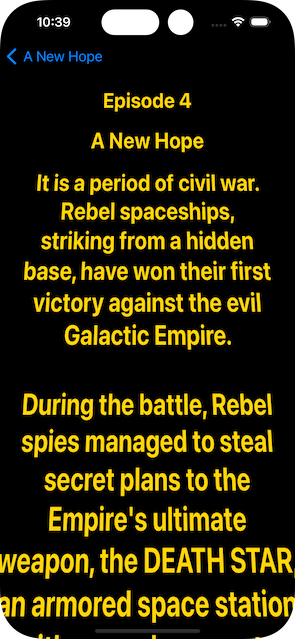 10:39
A New Hope
Episode 4
A New Hope
It is a period of civil war.
Rebel spaceships,
striking from a hidden
base, have won their first
victory against the evil
Galactic Empire.
During the battle, Rebel
spies managed to steal
secret plans to the
Empire's ultimate
weapon, the DEATH STAR,
an armored space station